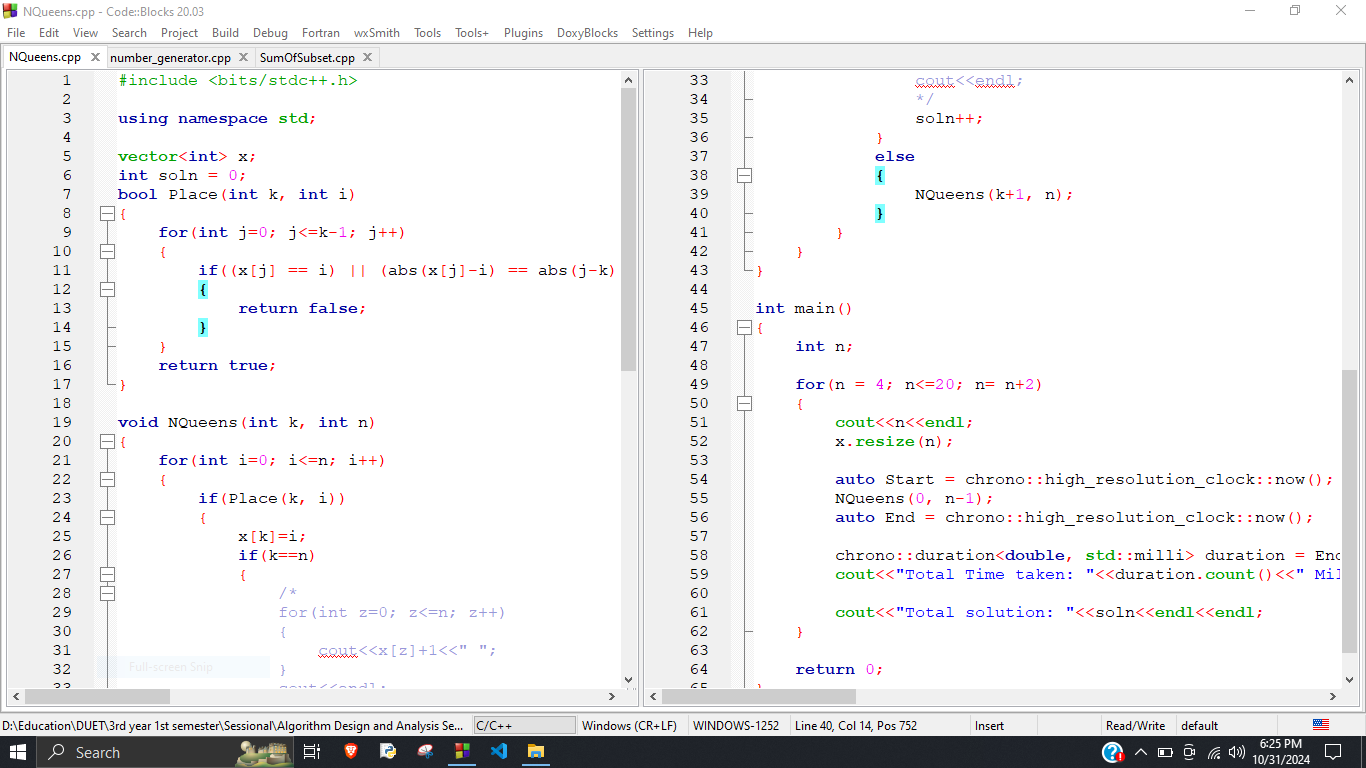 NQueens.cpp - Code::Blocks 20.03
File Edit View Search Project Build Debug Fortran wxSmith Tools Tools+ Plugins DoxyBlocks Settings Help
NQueens.cpp X number_generator.cpp X SumOfSubset.cpp X
1 #include <bits/stdc++.h>
2
3 using namespace std;
4
5 vector<int> x;
6 int soln = 0;
7 bool Place(int k, int i)
8 {
9 for(int j=0; j<=k-1; j++)
10 {
11 if((x[j] == i) || (abs(x[j]-i) == abs(j-k)
12 {
13 return false;
14 }
15 }
16 return true;
17 }
18
19 void NQueens(int k, int n)
20 {
21 for(int i=0; i<=n; i++)
22 {
23 if(Place(k, i))
24 {
25 x[k]=i;
26 if(k==n)
27 {
28 /*
29 for(int z=0; z<=n; z++)
30 {
31 cout<<x[z]+1<<" ";
32 }
33 cout<<endl;
Full-screen Snip
33 cout<<endl;
34 */
35 soln++;
36 }
37 else
38 {
39 NQueens(k+1, n);
40 }
41 }
42 }
43 }
44
45 int main()
46 {
47 int n;
48
49 for(n = 4; n<=20; n= n+2)
50 {
51 cout<<n<<endl;
52 x.resize(n);
53
54 auto Start = chrono::high_resolution_clock::now();
55 NQueens(0, n-1);
56 auto End = chrono::high_resolution_clock::now();
57
58 chrono::duration<double, std::milli> duration = End
59 cout<<"Total Time taken: "<<duration.count()<<" Mil
60
61 cout<<"Total solution: "<<soln<<endl<<endl;
62 }
63
64 return 0;
65 }
D:\Education\DUET\3rd year 1st semester\Sessional\Algorithm Design and Analysis Se... C/C++ Windows (CR+LF) WINDOWS-1252 Line 40, Col 14, Pos 752 Insert Read/Write default
Search
6:25 PM
10/31/2024